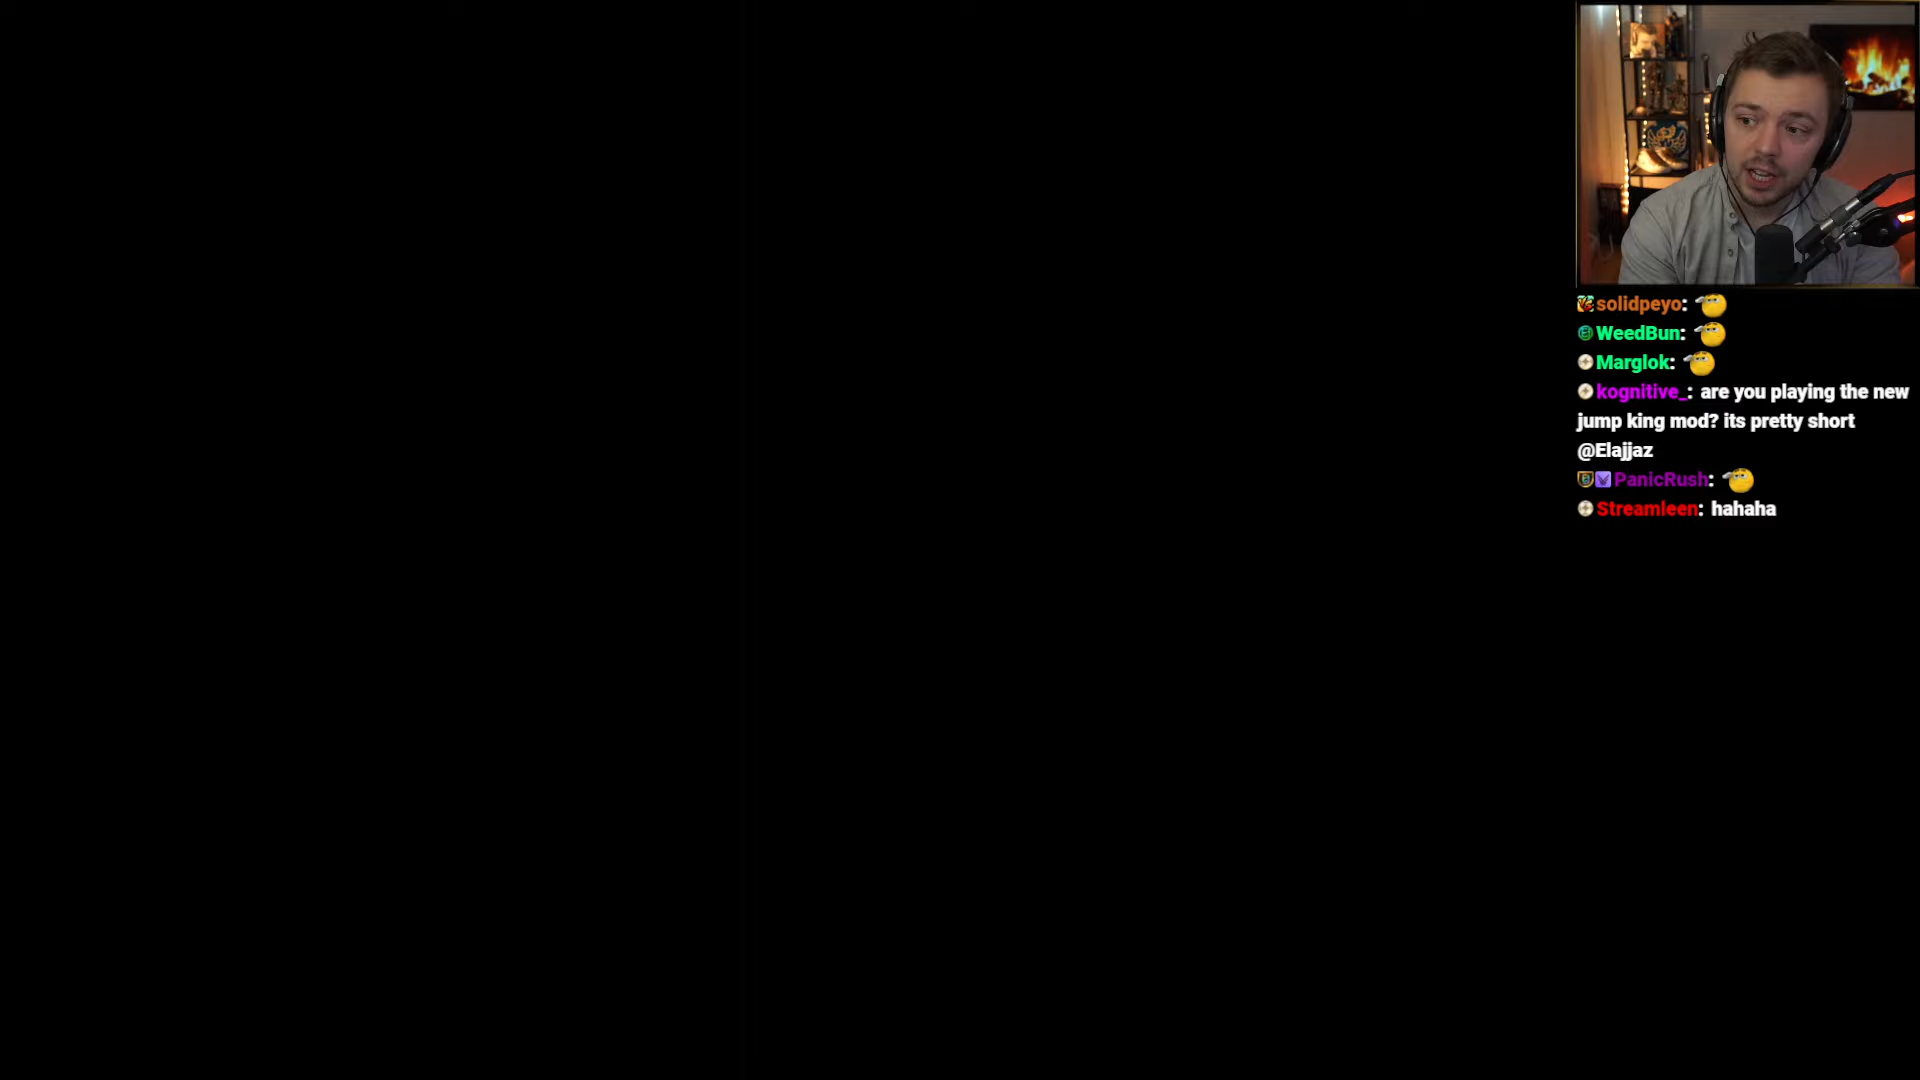 solidpeyo:
WeedBun:
Marglok:
kognitive_: are you playing the new
jump king mod? its pretty short
@Elajjaz
PanicRush:
Streamleen: hahaha